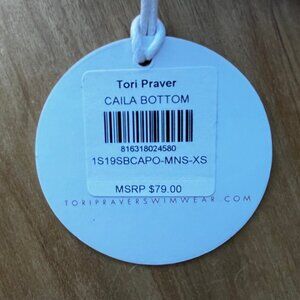 Tori Praver
CAILA BOTTOM
816318024580
1S19SBCAPO-MNS-XS
MSRP $79.00
TORIPRAVERSWIMWEAR.COM